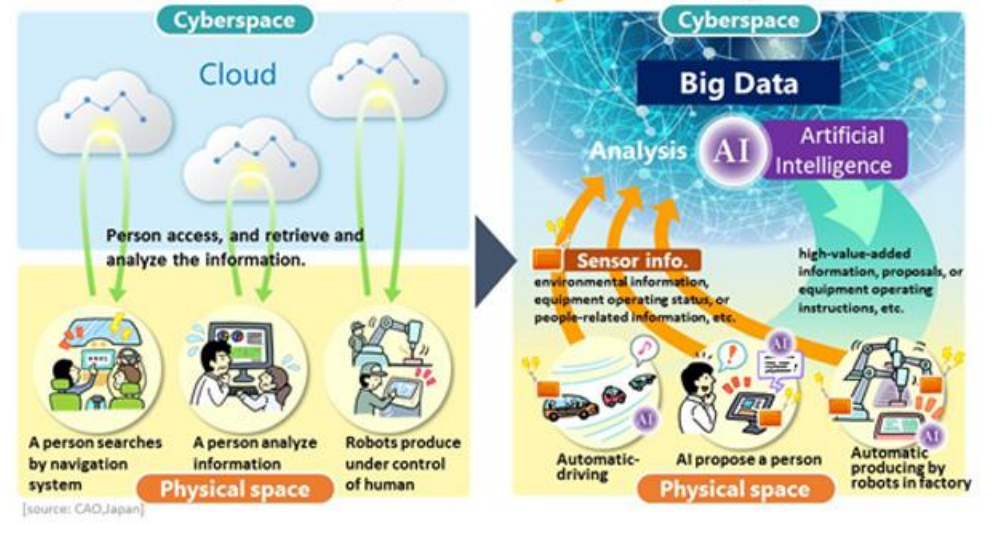 Cyberspace
Cloud
Person access, and retrieve and
analyze the information.
A person searches
by navigation
system
A person analyze
information
Robots produce
under control
of human
Physical space
[source: CAO,Japan]
Cyberspace
Big Data
Analysis
AI
Artificial
Intelligence
Sensor info.
environmental information,
equipment operating status, or
people-related information, etc.
high-value-added
information, proposals, or
equipment operating
instructions, etc.
AI
AI
AI
Automatic-
driving
AI propose a person
Automatic
producing by
robots in factory
Physical space